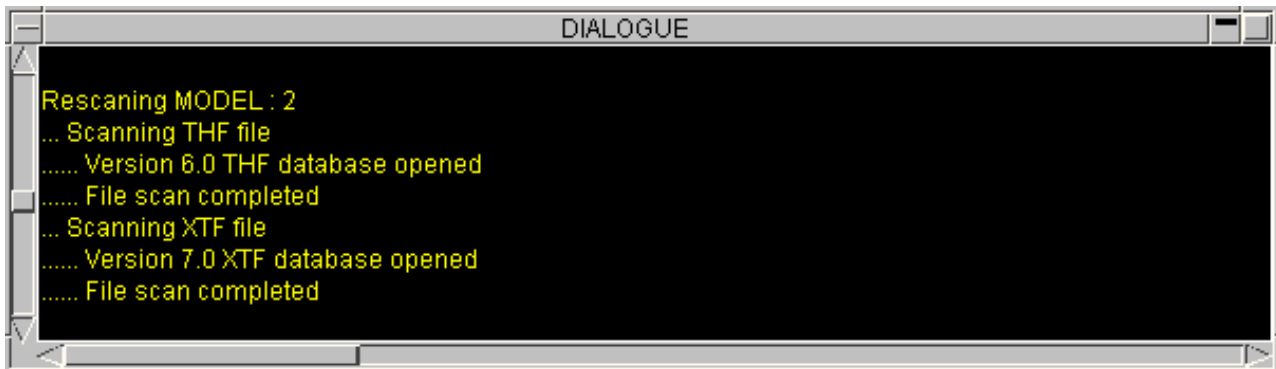 DIALOGUE
Rescaning MODEL : 2
... Scanning THF file
...... Version 6.0 THF database opened
...... File scan completed
... Scanning XTF file
...... Version 7.0 XTF database opened
...... File scan completed